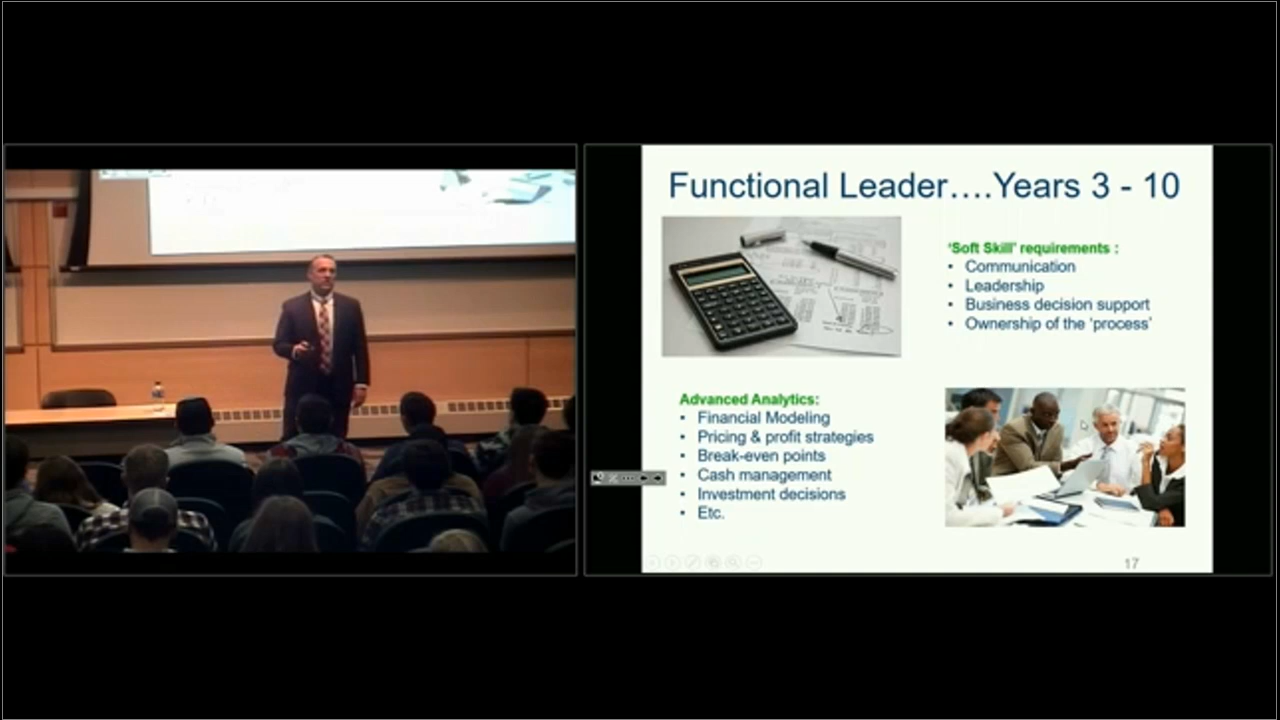 Functional Leader….Years 3 - 10
‘Soft Skill’ requirements :
• Communication
• Leadership
• Business decision support
• Ownership of the ‘process’
Advanced Analytics:
• Financial Modeling
• Pricing & profit strategies
• Break-even points
• Cash management
• Investment decisions
• Etc.
17